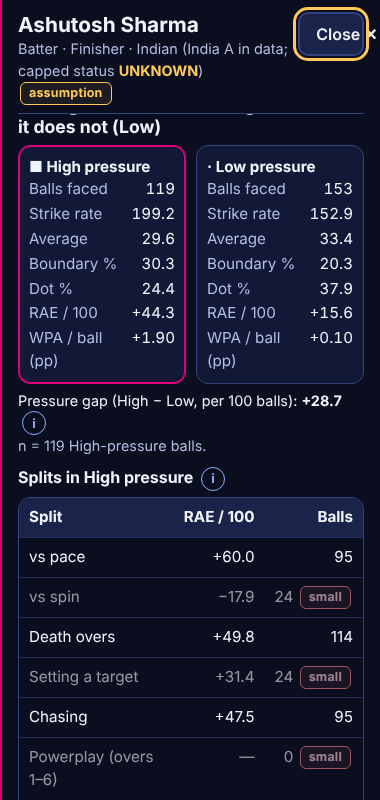 Ashutosh Sharma
Close ×
Batter · Finisher · Indian (India A in data;
capped status UNKNOWN)
assumption
it does not (Low)
■ High pressure
Balls faced 119
Strike rate 199.2
Average 29.6
Boundary % 30.3
Dot % 24.4
RAE / 100 +44.3
WPA / ball +1.90
(pp)
· Low pressure
Balls faced 153
Strike rate 152.9
Average 33.4
Boundary % 20.3
Dot % 37.9
RAE / 100 +15.6
WPA / ball +0.10
(pp)
Pressure gap (High − Low, per 100 balls): +28.7
i
n = 119 High-pressure balls.
Splits in High pressure i
Split RAE / 100 Balls
vs pace +60.0 95
vs spin −17.9 24 small
Death overs +49.8 114
Setting a target +31.4 24 small
Chasing +47.5 95
Powerplay (overs — 0 small
1–6)